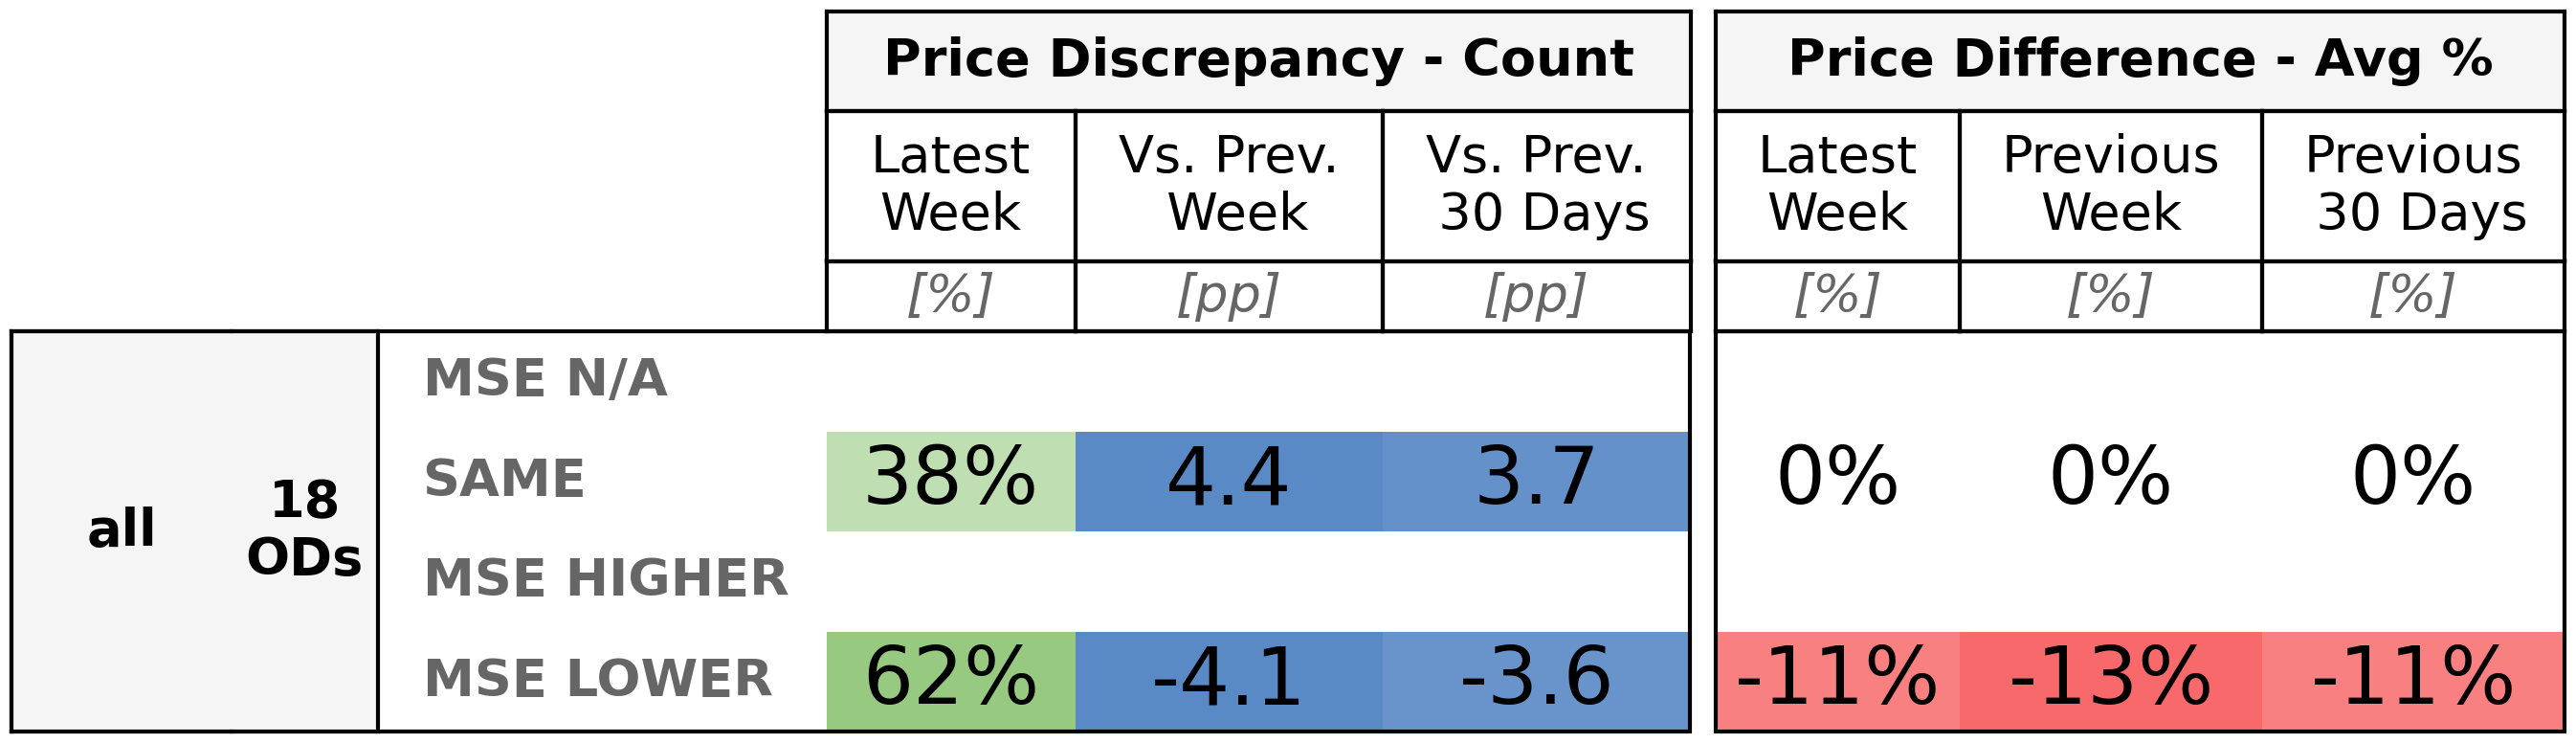 Price Discrepancy - Count Price Difference - Avg %
Latest Week Vs. Prev. Week Vs. Prev. 30 Days Latest Week Previous Week Previous 30 Days
[%] [pp] [pp] [%] [%] [%]
all 18 ODs
MSE N/A
SAME 38% 4.4 3.7 0% 0% 0%
MSE HIGHER
MSE LOWER 62% -4.1 -3.6 -11% -13% -11%